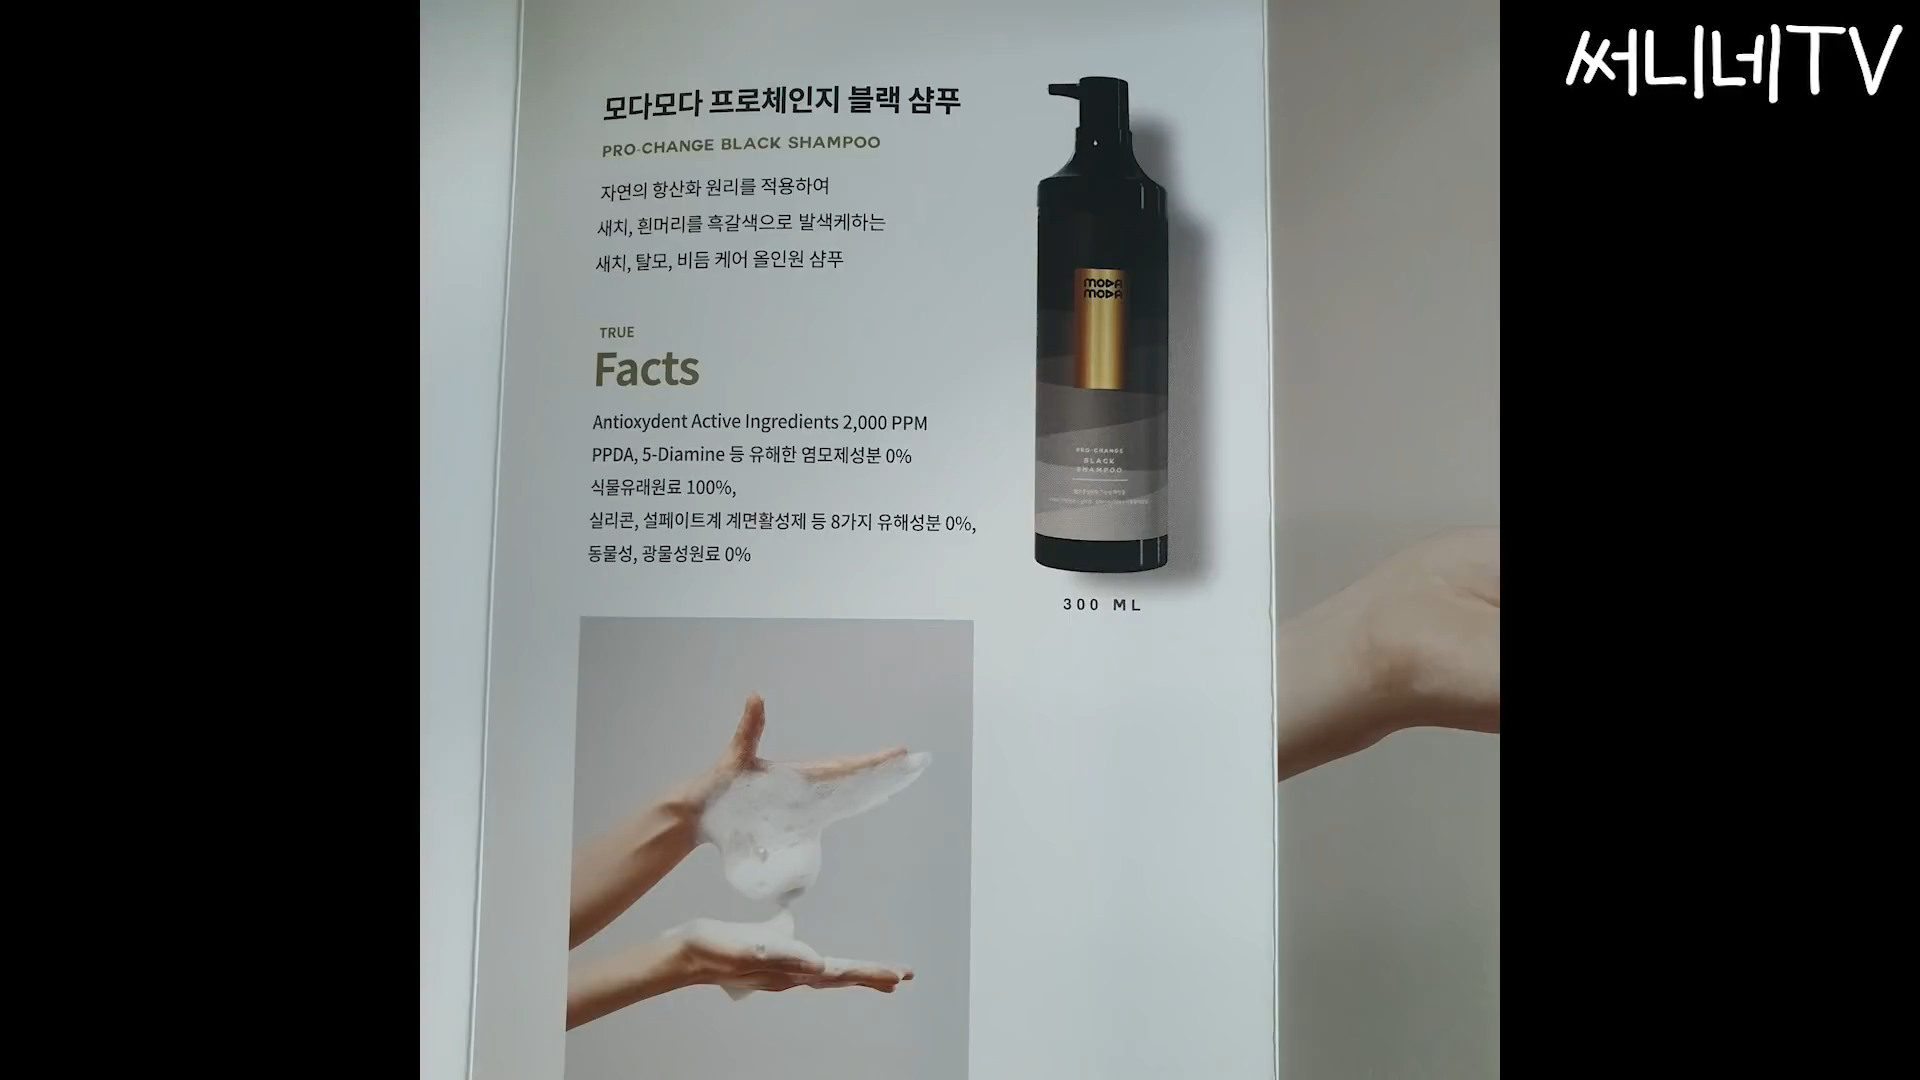 써니네TV
모다모다 프로체인지 블랙 샴푸
PRO-CHANGE BLACK SHAMPOO
자연의 항산화 원리를 적용하여
새치, 흰머리를 흑갈색으로 발색케하는
새치, 탈모, 비듬 케어 올인원 샴푸
TRUE
Facts
Antioxydent Active Ingredients 2,000 PPM
PPDA, 5-Diamine 등 유해한 염모제성분 0%
식물유래원료 100%,
실리콘, 설페이트계 계면활성제 등 8가지 유해성분 0%,
동물성, 광물성원료 0%
MODA
MODA
PRO-CHANGE
BLACK
SHAMPOO
300 ML